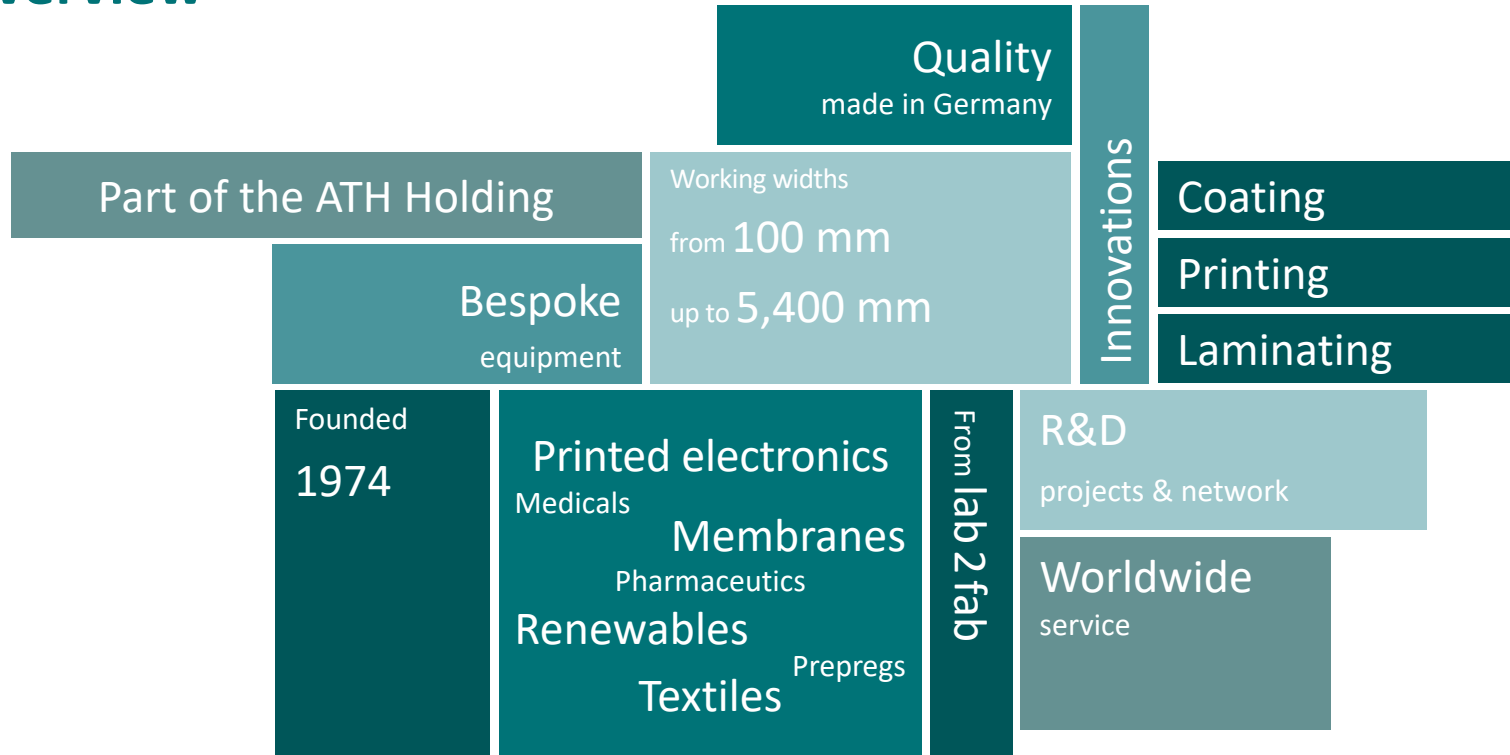 Quality
made in Germany
Part of the ATH Holding
Working widths
from 100 mm
up to 5,400 mm
Innovations
Coating
Printing
Laminating
Bespoke
equipment
Founded
1974
Printed electronics
Medicals
Membranes
Pharmaceutics
Renewables
Prepregs
Textiles
From lab 2 fab
R&D
projects & network
Worldwide
service